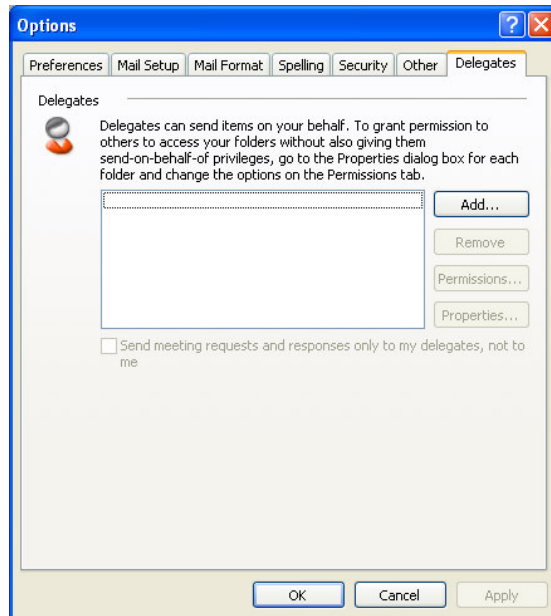 Options
Preferences Mail Setup Mail Format Spelling Security Other Delegates
Delegates
Delegates can send items on your behalf. To grant permission to
others to access your folders without also giving them
send-on-behalf-of privileges, go to the Properties dialog box for each
folder and change the options on the Permissions tab.
Add...
Remove
Permissions...
Properties...
Send meeting requests and responses only to my delegates, not to
me
OK Cancel Apply